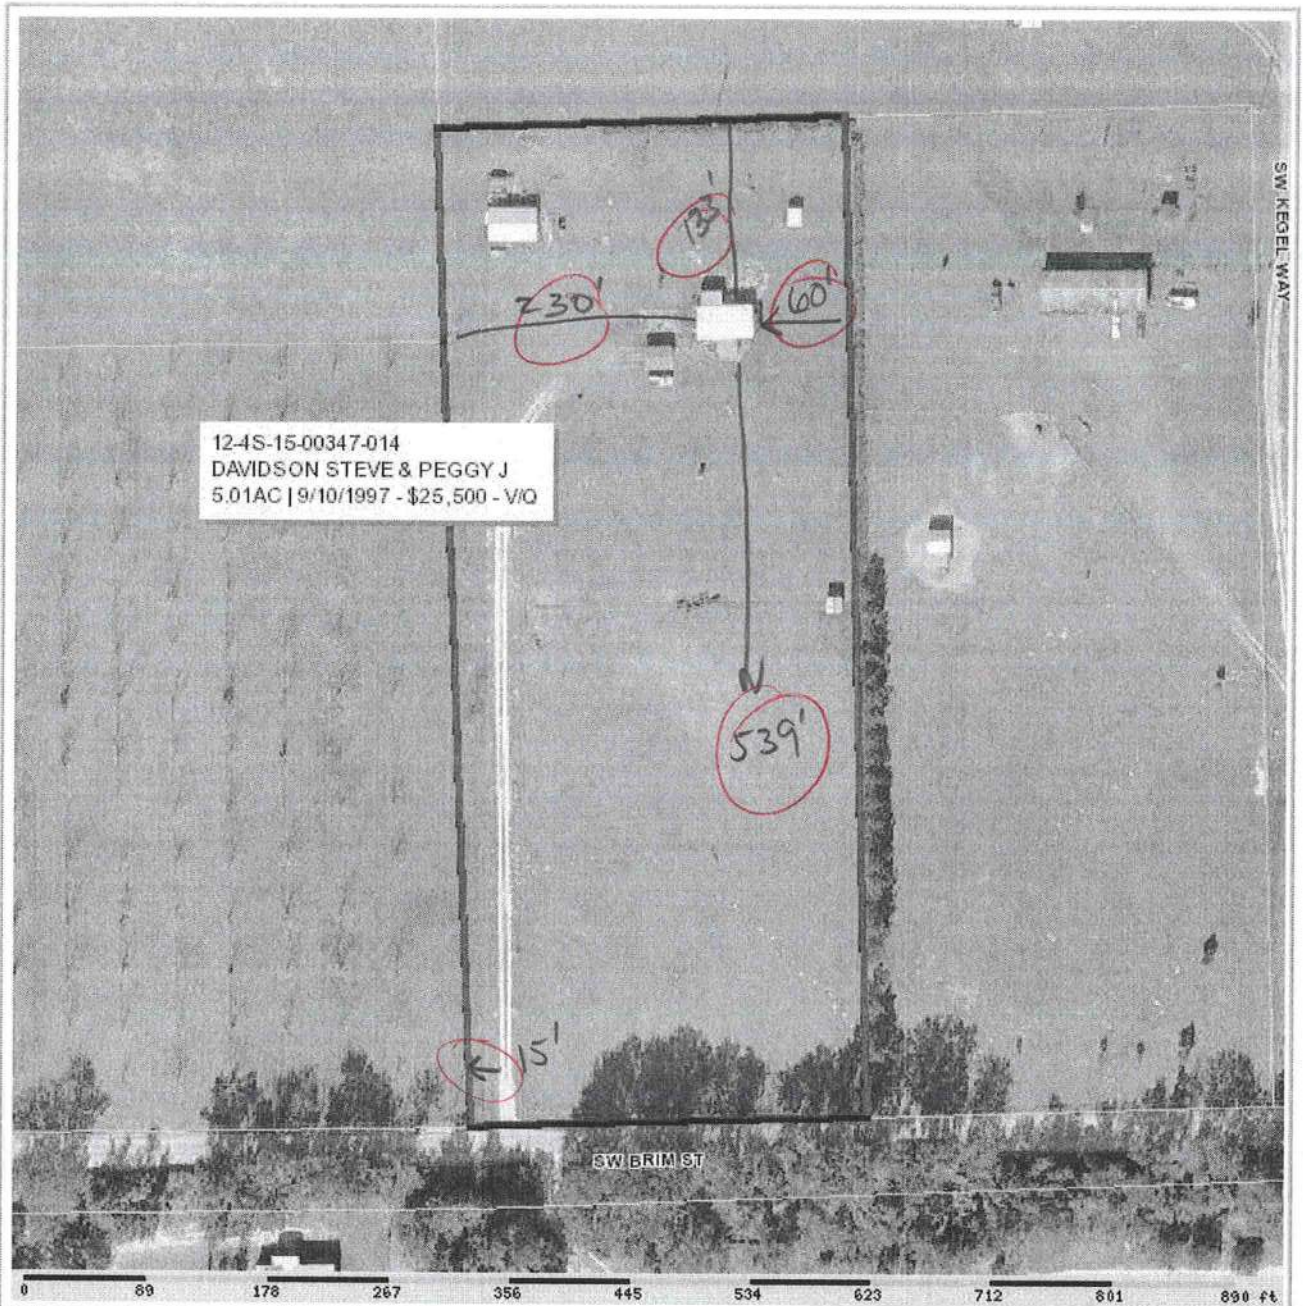 SW KEGEL WAY
133'
230'
60'
12-4S-15-00347-014
DAVIDSON STEVE & PEGGY J
5.01AC | 9/10/1997 - $25,500 - V/Q
539'
15'
SW BRIM ST
0 89 178 267 356 445 534 623 712 801 890 ft